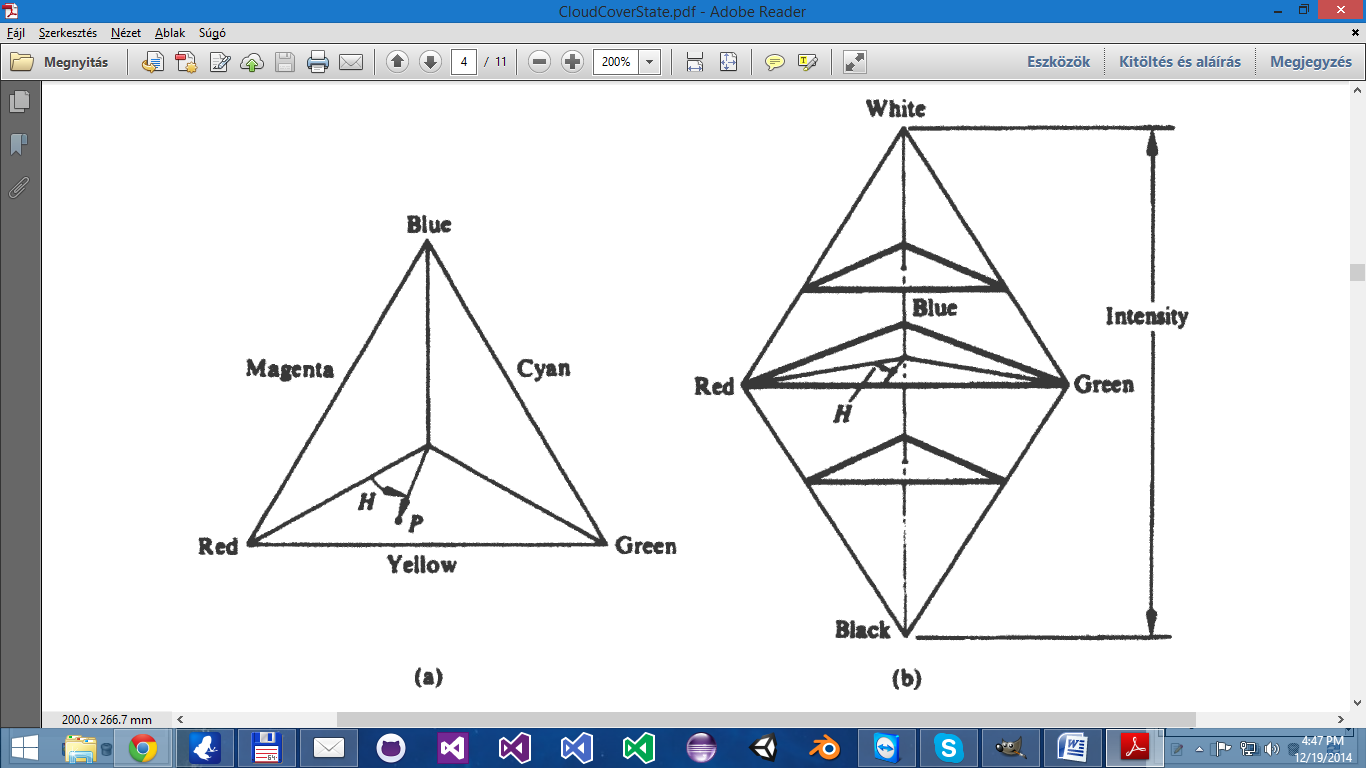 CloudCoverState.pdf - Adobe Reader
Fájl Szerkesztés Nézet Ablak Súgó
Megnyitás 4 / 11 200% Eszközök Kitöltés és aláírás Megjegyzés
White
Blue
Blue
Intensity
Magenta Cyan
Red Green
H
H P
Red Green
Yellow
Black
(a) (b)
200.0 x 266.7 mm
64-
4:47 PM
12/19/2014